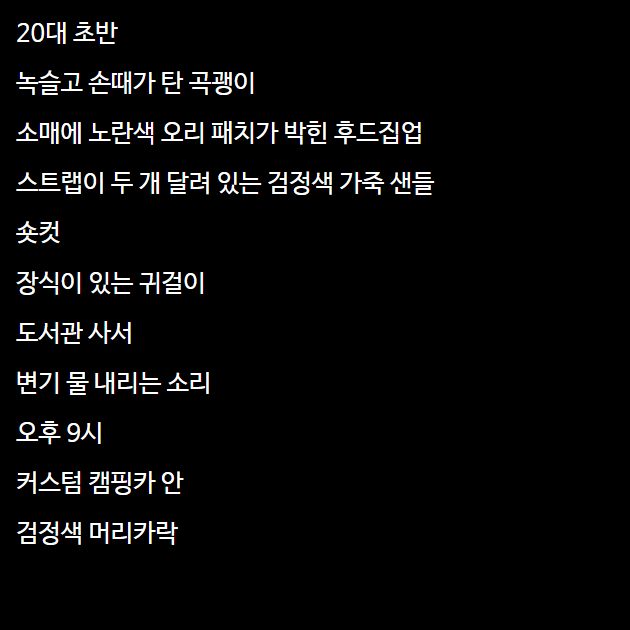 20대 초반
녹슬고 손때가 탄 곡괭이
소매에 노란색 오리 패치가 박힌 후드집업
스트랩이 두 개 달려 있는 검정색 가죽 샌들
숏컷
장식이 있는 귀걸이
도서관 사서
변기 물 내리는 소리
오후 9시
커스텀 캠핑카 안
검정색 머리카락